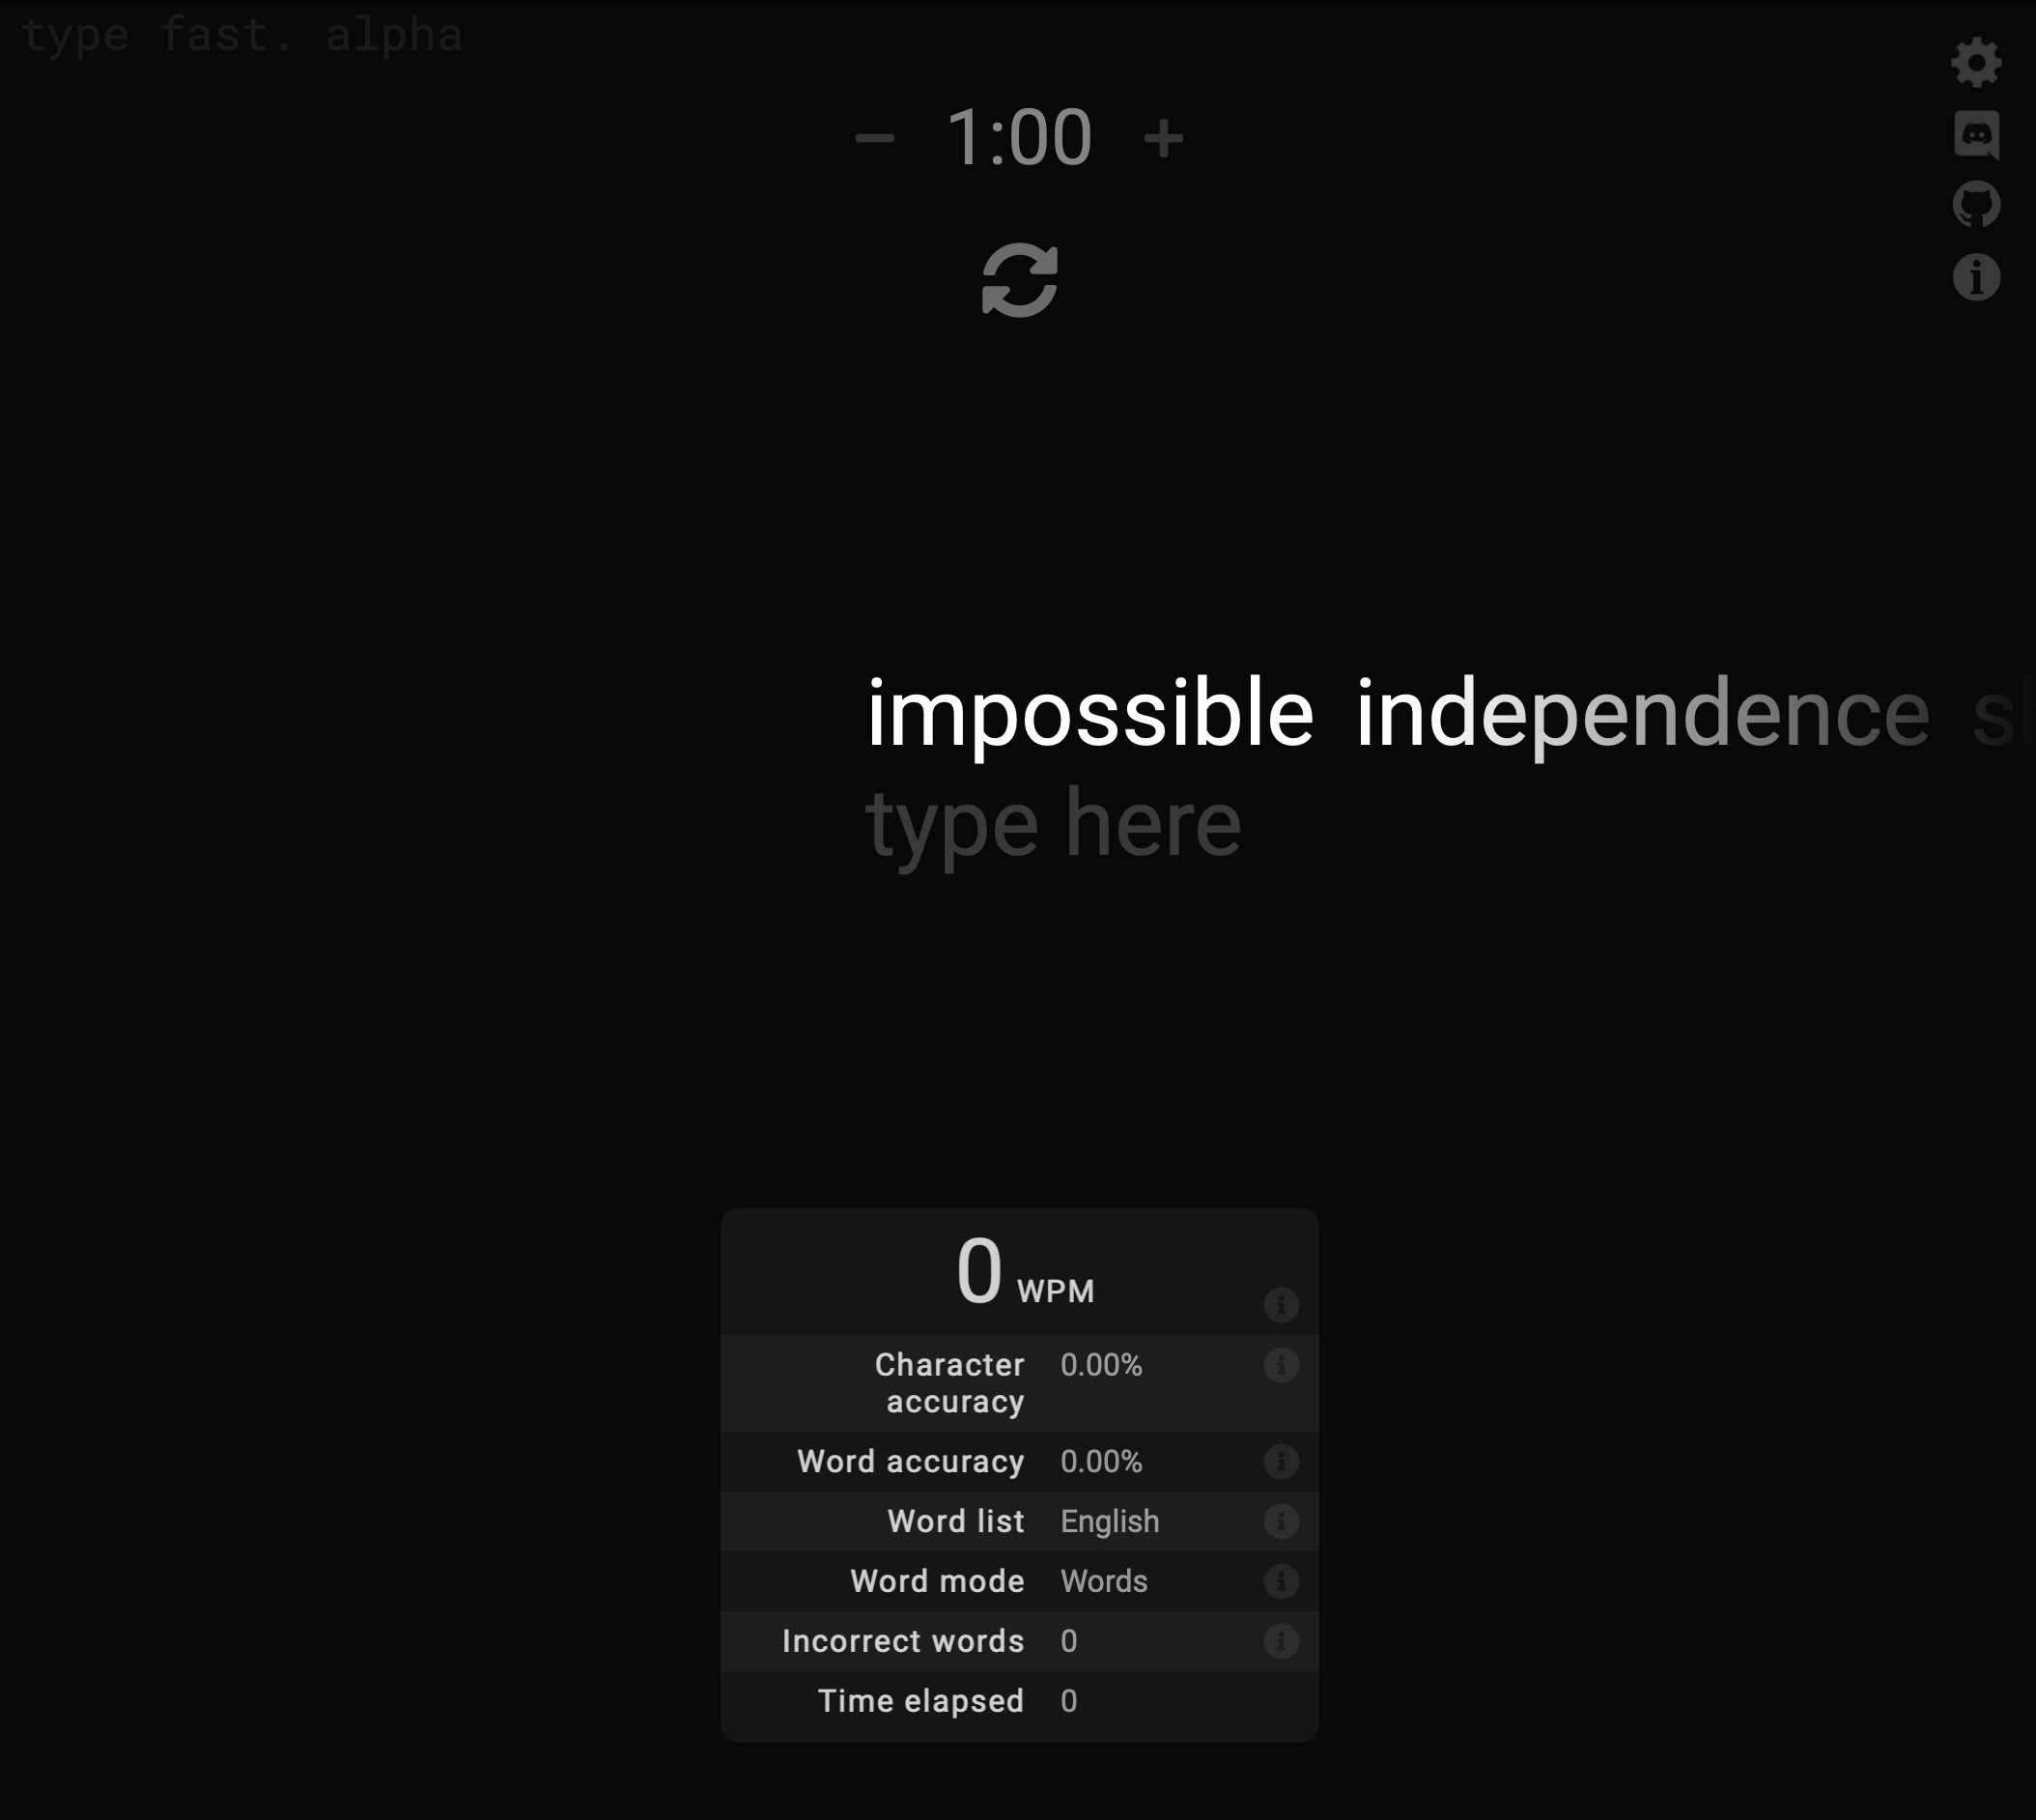 type fast. alpha
1:00
impossible independence
type here
0 WPM
Character accuracy 0.00%
Word accuracy 0.00%
Word list English
Word mode Words
Incorrect words 0
Time elapsed 0